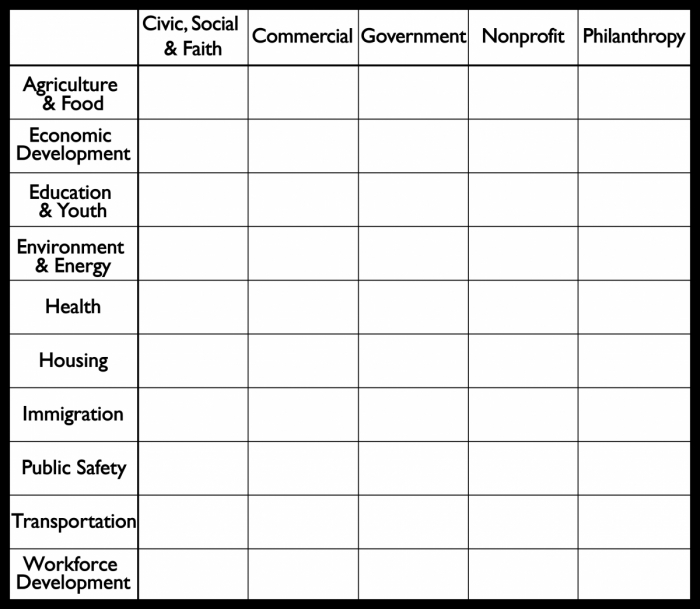 Civic, Social
& Faith
Commercial
Government
Nonprofit
Philanthropy
Agriculture
& Food
Economic
Development
Education
& Youth
Environment
& Energy
Health
Housing
Immigration
Public Safety
Transportation
Workforce
Development